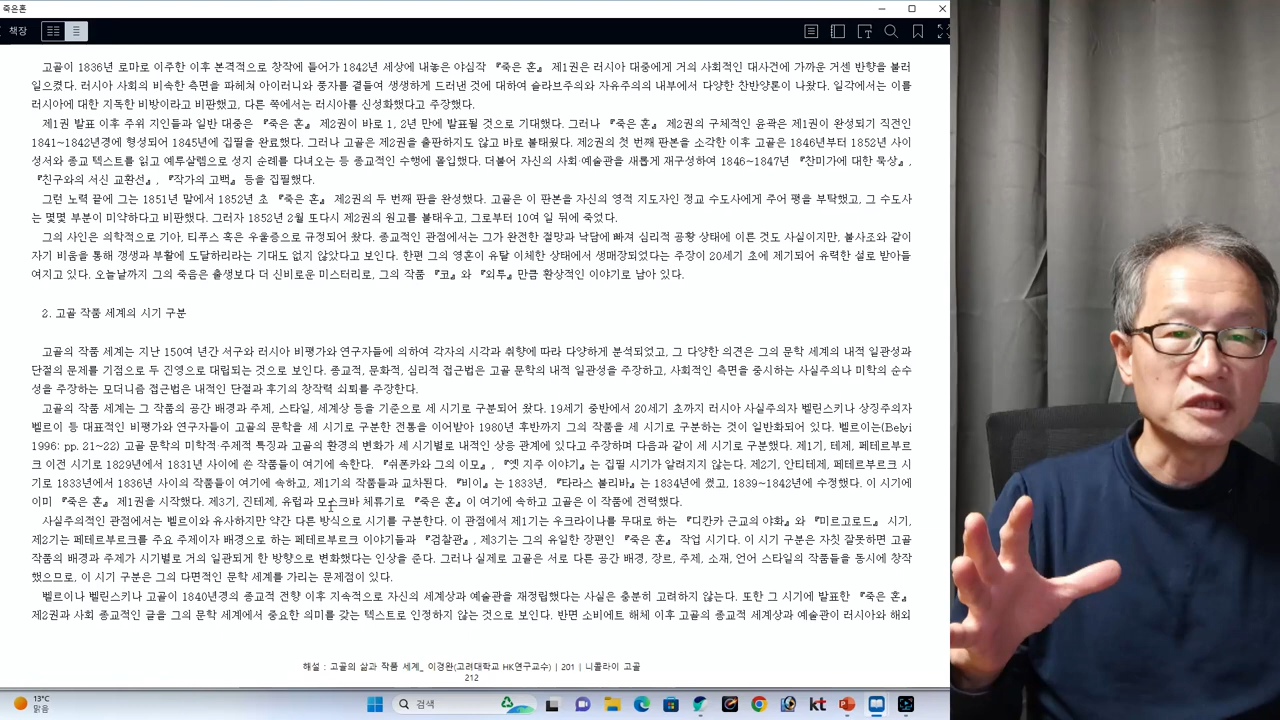 죽은혼
책장
고골이 1836년 로마로 이주한 이후 본격적으로 창작에 들어가 1842년 세상에 내놓은 야심작 『죽은 혼』 제1권은 러시아 대중에게 거의 사회적인 대사건에 가까운 거센 반향을 불러
일으켰다. 러시아 사회의 비속한 측면을 파헤쳐 아이러니와 풍자를 곁들여 생생하게 드러낸 것에 대하여 슬라브주의와 자유주의의 내부에서 다양한 찬반양론이 나왔다. 일각에서는 이를
러시아에 대한 지독한 비방이라고 비판했고, 다른 쪽에서는 러시아를 신성화했다고 주장했다.
제1권 발표 이후 주위 지인들과 일반 대중은 『죽은 혼』 제2권이 바로 1, 2년 만에 발표될 것으로 기대했다. 그러나 『죽은 혼』 제2권의 구체적인 윤곽은 제1권이 완성되기 직전인
1841~1842년경에 형성되어 1845년에 집필을 완료했다. 그러나 고골은 제2권을 출판하지도 않고 바로 불태웠다. 제2권의 첫 번째 판본을 소각한 이후 고골은 1846년부터 1852년 사이
성서와 종교 텍스트를 읽고 예루살렘으로 성지 순례를 다녀오는 등 종교적인 수행에 몰입했다. 더불어 자신의 사회·예술관을 새롭게 재구성하여 1846~1847년 『찬미가에 대한 묵상』,
『친구와의 서신 교환선』, 『작가의 고백』 등을 집필했다.
그런 노력 끝에 그는 1851년 말에서 1852년 초 『죽은 혼』 제2권의 두 번째 판을 완성했다. 고골은 이 판본을 자신의 영적 지도자인 정교 수도사에게 주어 평을 부탁했고, 그 수도사
는 몇몇 부분이 미약하다고 비판했다. 그러자 1852년 2월 또다시 제2권의 원고를 불태우고, 그로부터 10여 일 뒤에 죽었다.
그의 사인은 의학적으로 기아, 티푸스 혹은 우울증으로 규정되어 왔다. 종교적인 관점에서는 그가 완전한 절망과 낙담에 빠져 심리적 공황 상태에 이른 것도 사실이지만, 불사조와 같이
자기 비움을 통해 갱생과 부활에 도달하리라는 기대도 없지 않았다고 보인다. 한편 그의 영혼이 유탈 이체한 상태에서 생매장되었다는 주장이 20세기 초에 제기되어 유력한 설로 받아들
여지고 있다. 오늘날까지 그의 죽음은 출생보다 더 신비로운 미스터리로, 그의 작품 『코』와 『외투』만큼 환상적인 이야기로 남아 있다.
2. 고골 작품 세계의 시기 구분
고골의 작품 세계는 지난 150여 년간 서구와 러시아 비평가와 연구자들에 의하여 각자의 시각과 취향에 따라 다양하게 분석되었고, 그 다양한 의견은 그의 문학 세계의 내적 일관성과
단절의 문제를 기점으로 두 진영으로 대립되는 것으로 보인다. 종교적, 문화적, 심리적 접근법은 고골 문학의 내적 일관성을 주장하고, 사회적인 측면을 중시하는 사실주의나 미학의 순수
성을 주장하는 모더니즘 접근법은 내적인 단절과 후기의 창작력 쇠퇴를 주장한다.
고골의 작품 세계는 그 작품의 공간 배경과 주제, 스타일, 세계상 등을 기준으로 세 시기로 구분되어 왔다. 19세기 중반에서 20세기 초까지 러시아 사실주의자 벨린스키나 상징주의자
벨르이 등 대표적인 비평가와 연구자들이 고골의 문학을 세 시기로 구분한 전통을 이어받아 1980년 후반까지 그의 작품을 세 시기로 구분하는 것이 일반화되어 있다. 벨르이는(Belyi
1996: pp. 21~22) 고골 문학의 미학적·주제적 특징과 고골의 환경의 변화가 세 시기별로 내적인 상응 관계에 있다고 주장하며 다음과 같이 세 시기로 구분했다. 제1기, 테제, 페테르부르
크 이전 시기로 1829년에서 1831년 사이에 쓴 작품들이 여기에 속한다. 『쉬폰카와 그의 이모』, 『옛 지주 이야기』는 집필 시기가 알려지지 않는다. 제2기, 안티테제, 페테르부르크 시
기로 1833년에서 1836년 사이의 작품들이 여기에 속하고, 제1기의 작품들과 교차된다. 『비이』는 1833년, 『타라스 불리바』는 1834년에 썼고, 1839~1842년에 수정했다. 이 시기에
이미 『죽은 혼』 제1권을 시작했다. 제3기, 진테제, 유럽과 모스크바 체류기로 『죽은 혼』이 여기에 속하고 고골은 이 작품에 전력했다.
사실주의적인 관점에서는 벨르이와 유사하지만 약간 다른 방식으로 시기를 구분한다. 이 관점에서 제1기는 우크라이나를 무대로 하는 『디칸카 근교의 야화』와 『미르고로드』 시기,
제2기는 페테르부르크를 주요 주제이자 배경으로 하는 페테르부르크 이야기들과 『검찰관』, 제3기는 그의 유일한 장편인 『죽은 혼』 작업 시기다. 이 시기 구분은 자칫 잘못하면 고골
작품의 배경과 주제가 시기별로 거의 일관되게 한 방향으로 변화했다는 인상을 준다. 그러나 실제로 고골은 서로 다른 공간 배경, 장르, 주제, 소재, 언어 스타일의 작품들을 동시에 창작
했으므로, 이 시기 구분은 그의 다면적인 문학 세계를 가리는 문제점이 있다.
벨르이나 벨린스키나 고골이 1840년경의 종교적 전향 이후 지속적으로 자신의 세계상과 예술관을 재정립했다는 사실은 충분히 고려하지 않는다. 또한 그 시기에 발표한 『죽은 혼』
제2권과 사회 종교적인 글을 그의 문학 세계에서 중요한 의미를 갖는 텍스트로 인정하지 않는 것으로 보인다. 반면 소비에트 해체 이후 고골의 종교적 세계상과 예술관이 러시아와 해외
해설 : 고골의 삶과 작품 세계_ 이경완(고려대학교 HK연구교수) | 201 | 니콜라이 고골
212
13°C
맑음
검색
kt